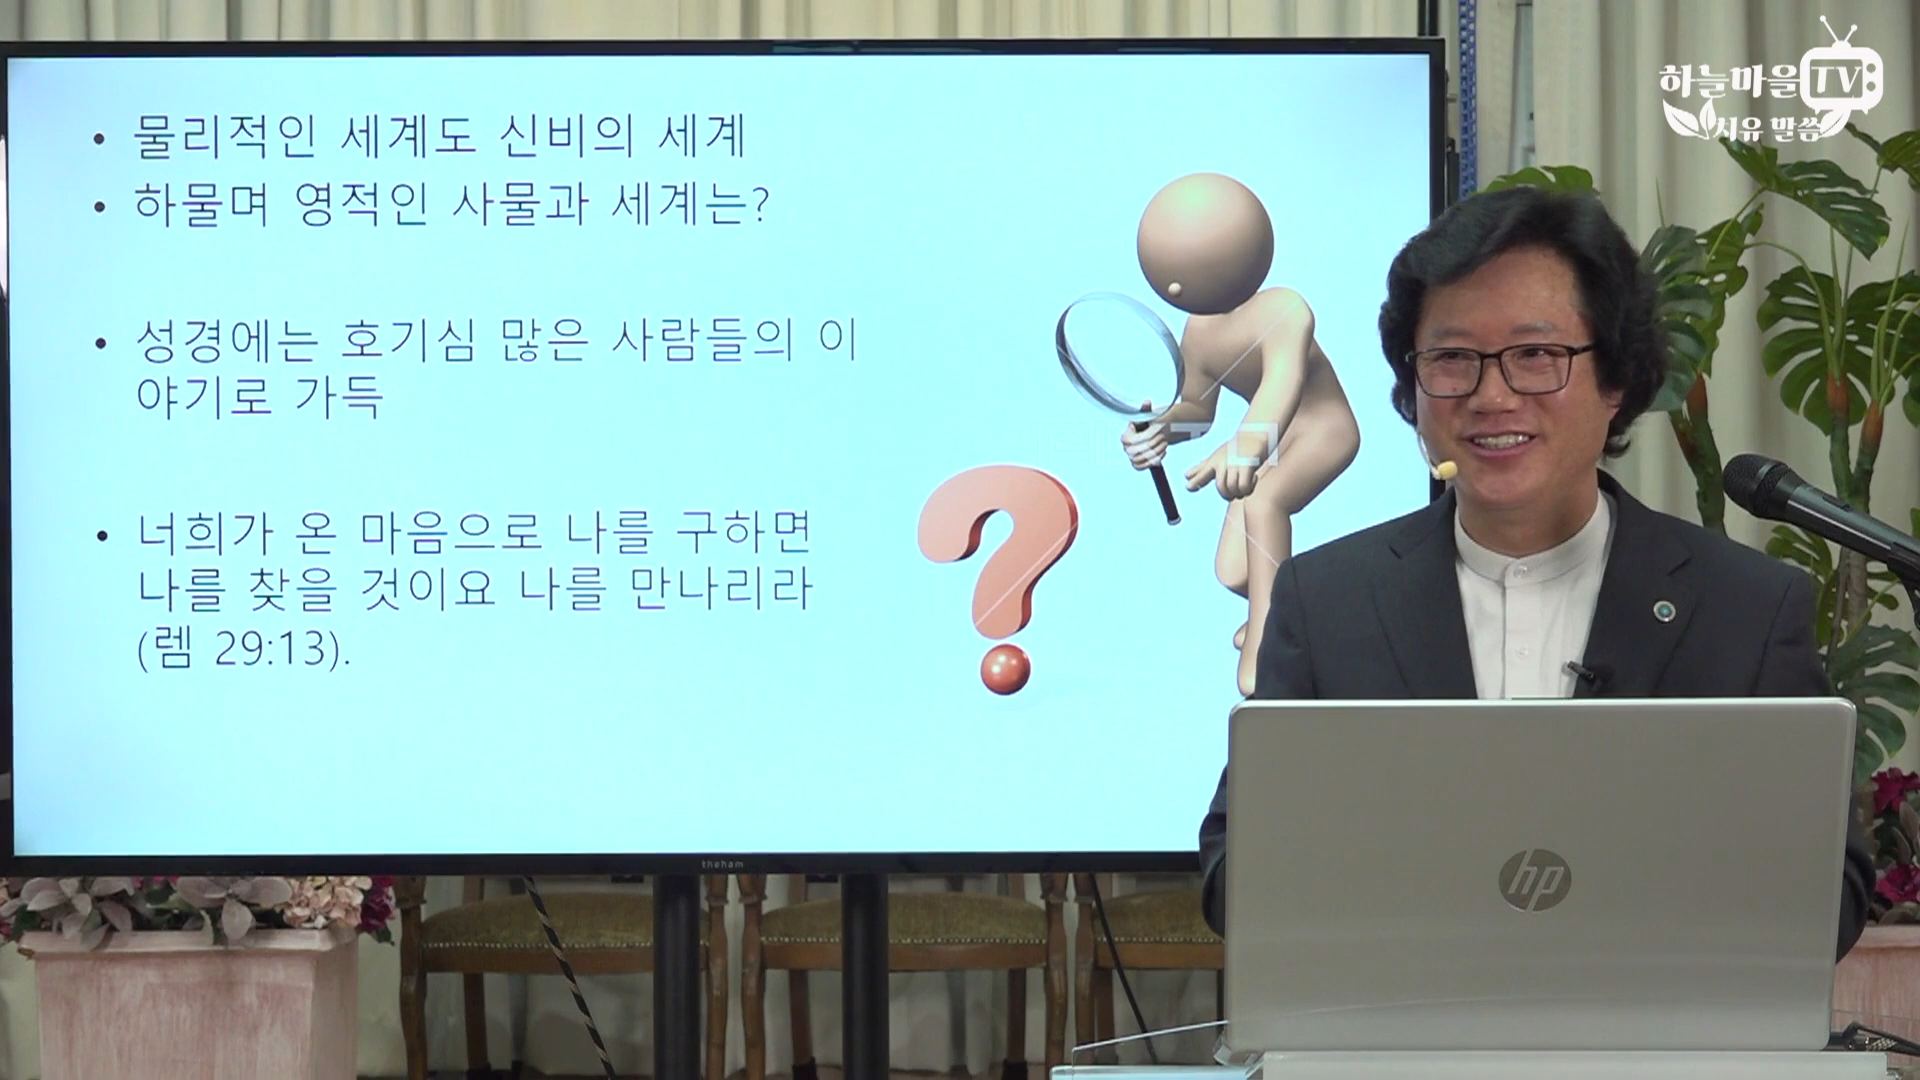 • 물리적인 세계도 신비의 세계
• 하물며 영적인 사물과 세계는?
• 성경에는 호기심 많은 사람들의 이
야기로 가득
• 너희가 온 마음으로 나를 구하면
나를 찾을 것이요 나를 만나리라
(렘 29:13).
하늘마을 TV
치유 말씀
theham
hp